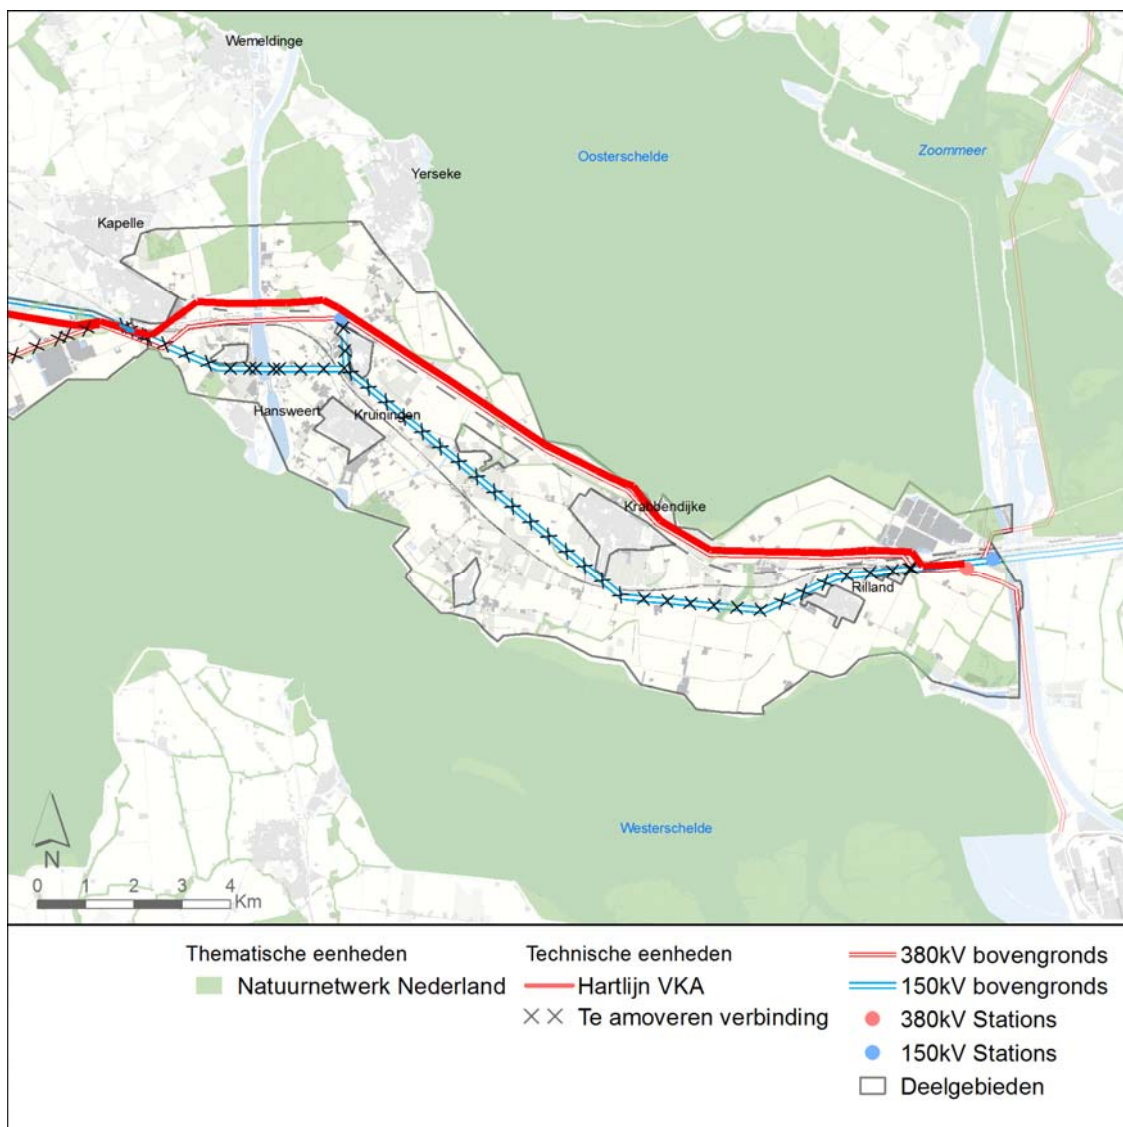 Wemeldinge
Oosterschelde
Zoommeer
Yerseke
Kapelle
Hansweert
Kruiningen
Krabbendijke
Rilland
Westerschelde
N
0 1 2 3 4
Km
Thematische eenheden
Natuurnetwerk Nederland
Technische eenheden
Hartlijn VKA
Te amoveren verbinding
380kV bovengronds
150kV bovengronds
380kV Stations
150kV Stations
Deelgebieden